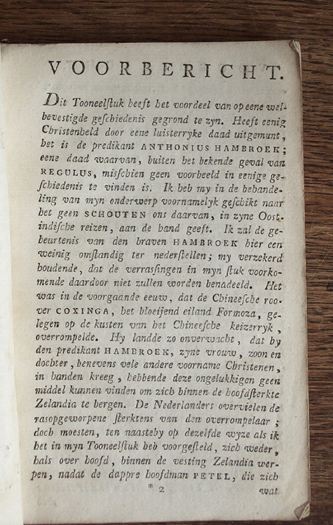 VOORBERICHT.
Dit Tooneelstuk heeft het voordeel van op eene wel-
bevestigde geschiedenis gegrond te zyn. Heeft eenig
Christenheld door eene luisterryke daad uitgemunt,
het is de predikant ANTHONIUS HAMBROEK;
eene daad waarvan, buiten het bekende geval van
REGULUS, misschien geen voorbeeld in eenige ge-
schiedenis te vinden is. Ik heb my in de behande-
ling van myn onderwerp voornamelyk geschikt naar
het geen SCHOUTEN ons daarvan, in zyne Oost-
indische reizen, aan de hand geeft. Ik zal de ge-
beurtenis van den braven HAMBROEK hier een
weinig omstandig ter nederstellen; my verzekerd
houdende, dat de verrassingen in myn stuk voorko-
mende daardoor niet zullen worden benadeeld. Het
was in de voorgaande eeuw, dat de Chineesche roo-
ver COXINGA, het bloeijend eiland Formoza, ge-
legen op de kusten van het Chineesche keizerryk,
overrompelde. Hy landde zo onverwacht, dat hy
den predikant HAMBROEK, zyne vrouw, zoon en
dochter, benevens vele andere voorname Christenen,
in banden kreeg, hebbende deze ongelukkigen geen
middel kunnen vinden om zich binnen de hoofdsterkte
Zelandia te bergen. De Nederlanders overvielen de
rasopgeworpene sterktens van den overrompelaar;
doch moesten, ten naasteby op dezelfde wyze als ik
het in myn Tooneelstuk heb voorgesteld, zich weder,
hals over hoofd, binnen de vesting Zelandia wer-
pen, nadat de dappre hoofdman PETEL, die zich
* 2 wat